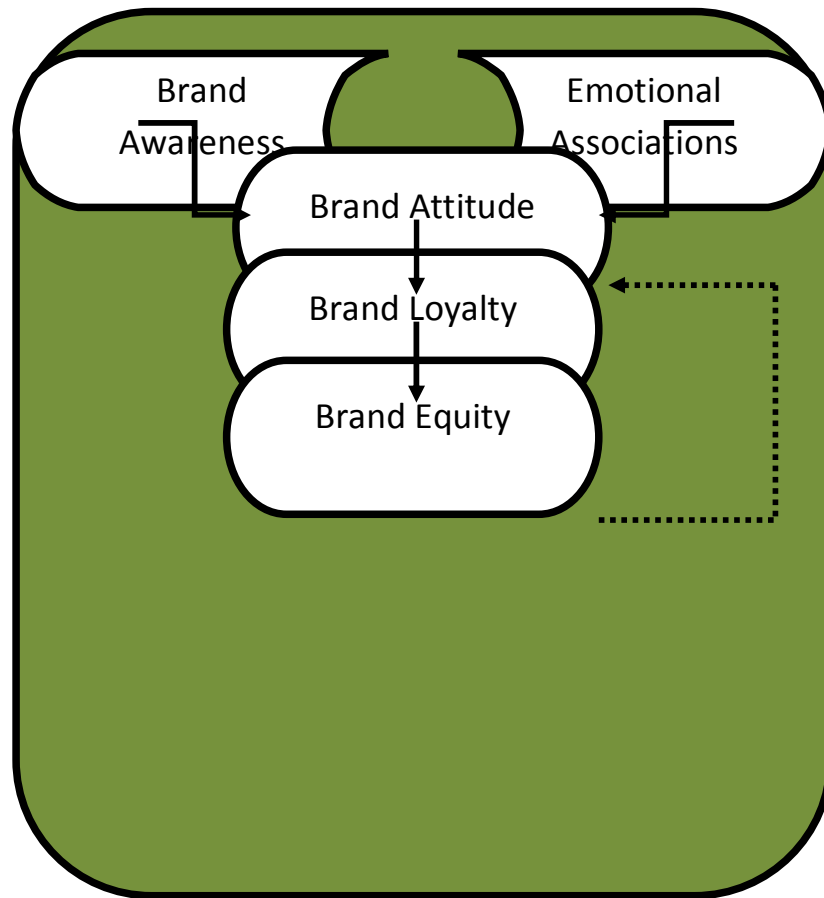 Brand
Awareness
Emotional
Associations
Brand Attitude
Brand Loyalty
Brand Equity